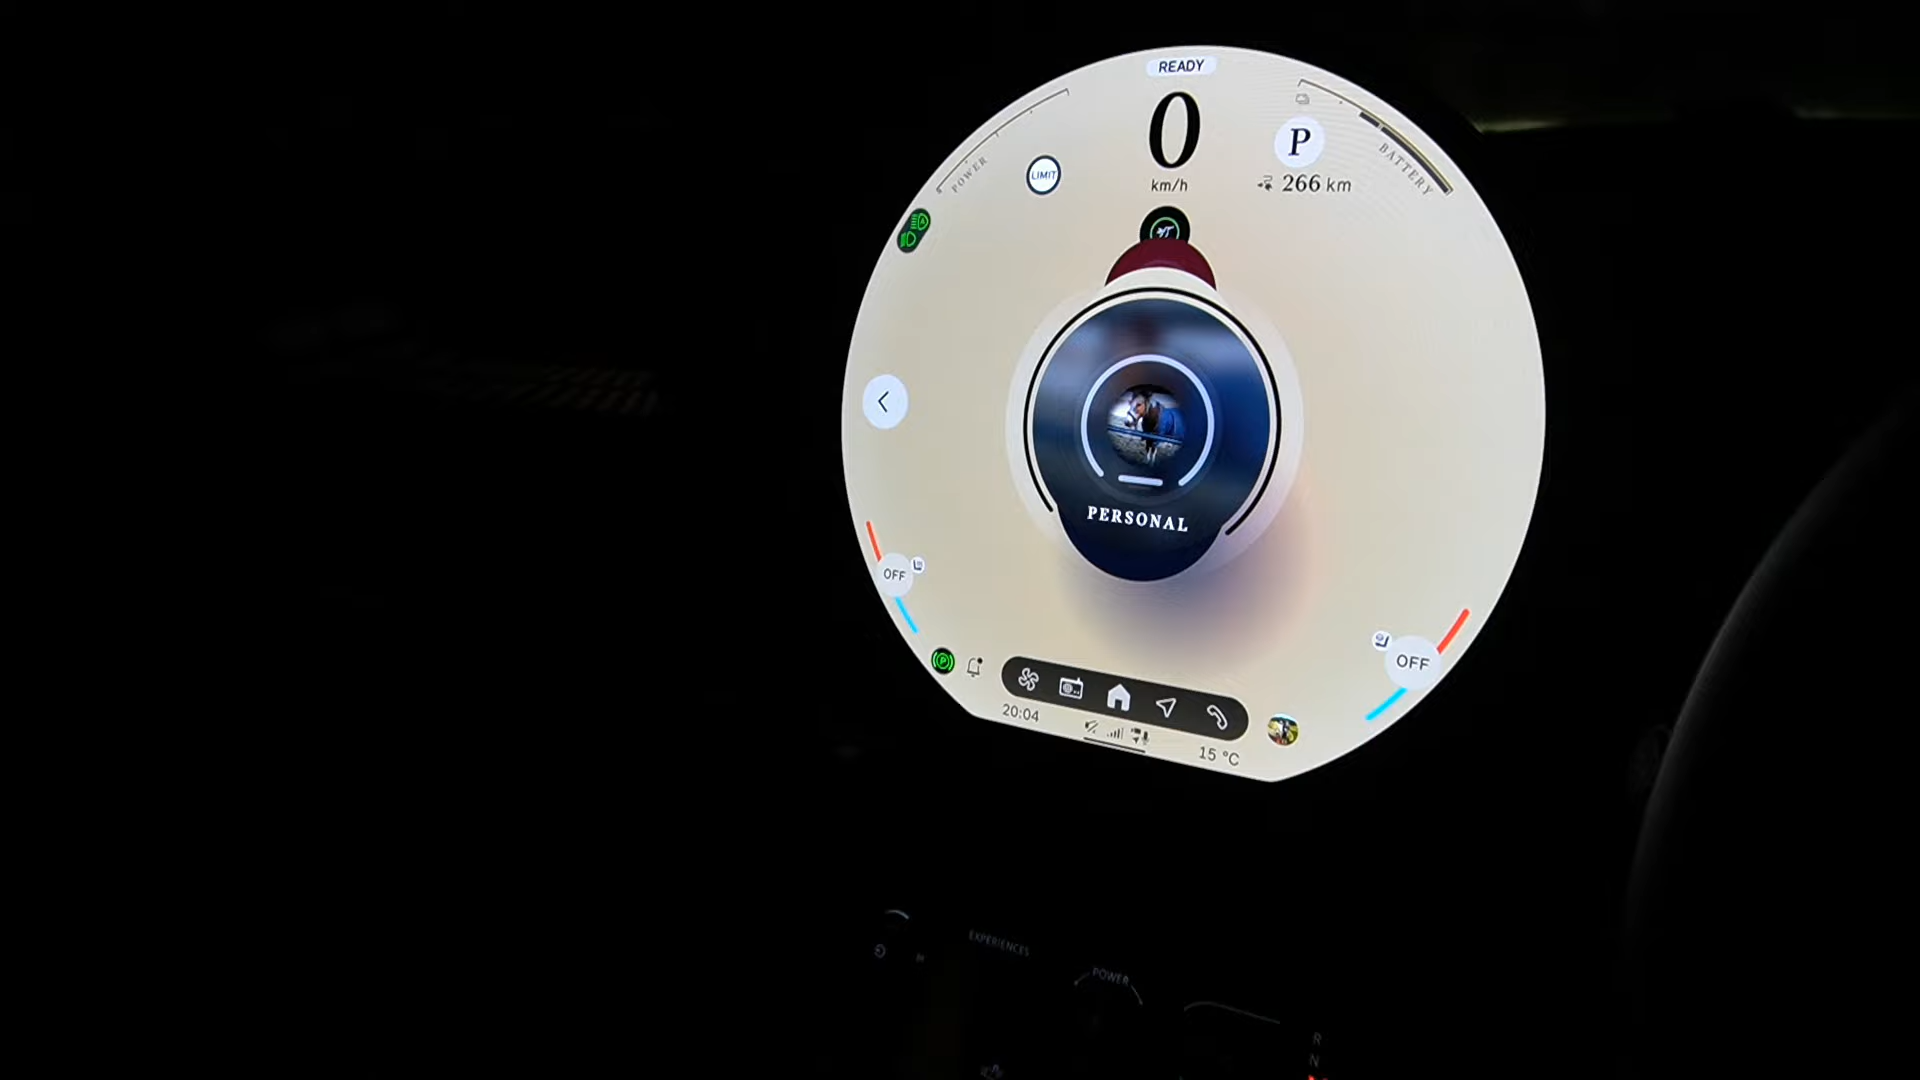 READY
0
km/h
POWER
LIMIT
P
266 km
BATTERY
PERSONAL
OFF
OFF
P
20:04
15 °C
EXPERIENCES
POWER
R
N